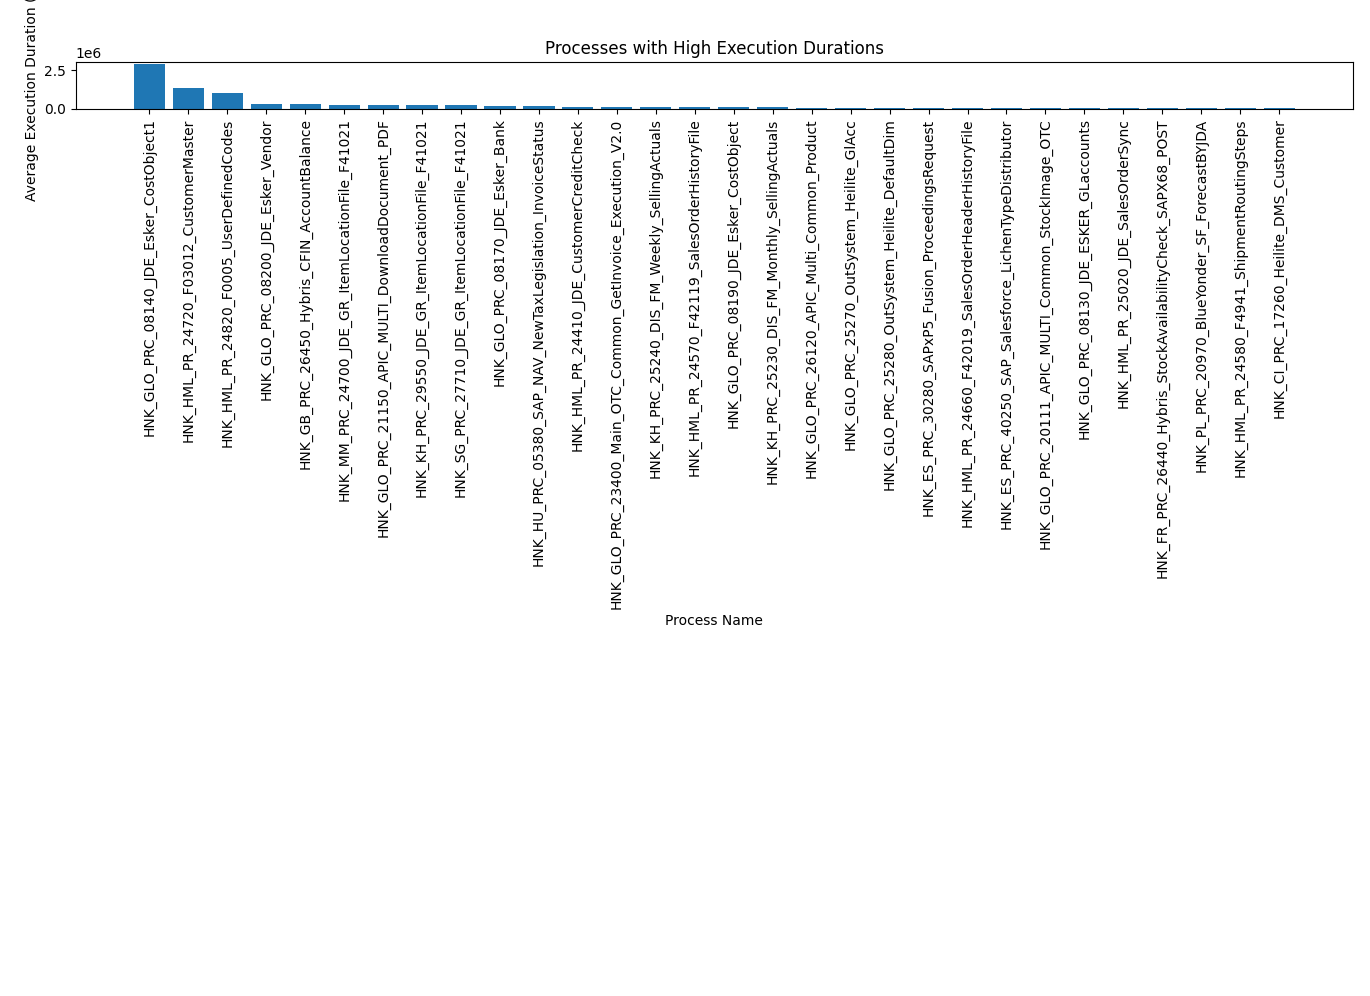 Processes with High Execution Durations
1e6
2.5
0.0
Average Execution Duration (
HNK_GLO_PRC_08140_JDE_Esker_CostObject1
HNK_HML_PR_24720_F03012_CustomerMaster
HNK_HML_PR_24820_F0005_UserDefinedCodes
HNK_GLO_PRC_08200_JDE_Esker_Vendor
HNK_GB_PRC_26450_Hybris_CFIN_AccountBalance
HNK_MM_PRC_24700_JDE_GR_ItemLocationFile_F41021
HNK_GLO_PRC_21150_APIC_MULTI_DownloadDocument_PDF
HNK_KH_PRC_29550_JDE_GR_ItemLocationFile_F41021
HNK_SG_PRC_27710_JDE_GR_ItemLocationFile_F41021
HNK_GLO_PRC_08170_JDE_Esker_Bank
HNK_HU_PRC_05380_SAP_NAV_NewTaxLegislation_InvoiceStatus
HNK_HML_PR_24410_JDE_CustomerCreditCheck
HNK_GLO_PRC_23400_Main_OTC_Common_GetInvoice_Execution_V2.0
HNK_KH_PRC_25240_DIS_FM_Weekly_SellingActuals
HNK_HML_PR_24570_F42119_SalesOrderHistoryFile
HNK_GLO_PRC_08190_JDE_Esker_CostObject
HNK_KH_PRC_25230_DIS_FM_Monthly_SellingActuals
HNK_GLO_PRC_26120_APIC_Multi_Common_Product
HNK_GLO_PRC_25270_OutSystem_Heilite_GlAcc
HNK_GLO_PRC_25280_OutSystem_Heilite_DefaultDim
HNK_ES_PRC_30280_SAPxP5_Fusion_ProceedingsRequest
HNK_HML_PR_24660_F42019_SalesOrderHeaderHistoryFile
HNK_ES_PRC_40250_SAP_Salesforce_LichenTypeDistributor
HNK_GLO_PRC_20111_APIC_MULTI_Common_StockImage_OTC
HNK_GLO_PRC_08130_JDE_ESKER_GLaccounts
HNK_HML_PR_25020_JDE_SalesOrderSync
HNK_FR_PRC_26440_Hybris_StockAvailabilityCheck_SAPX68_POST
HNK_PL_PRC_20970_BlueYonder_SF_ForecastBYJDA
HNK_HML_PR_24580_F4941_ShipmentRoutingSteps
HNK_CI_PRC_17260_Heilite_DMS_Customer
Process Name